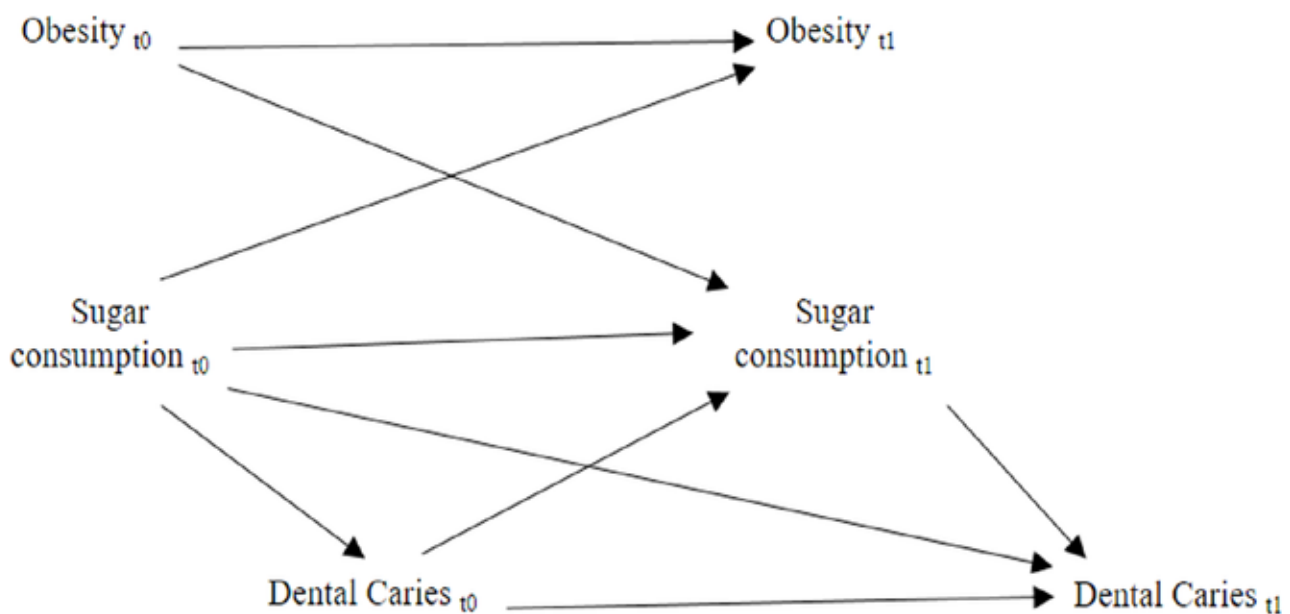 Obesity t0
Obesity t1
Sugar
consumption t0
Sugar
consumption t1
Dental Caries t0
Dental Caries t1